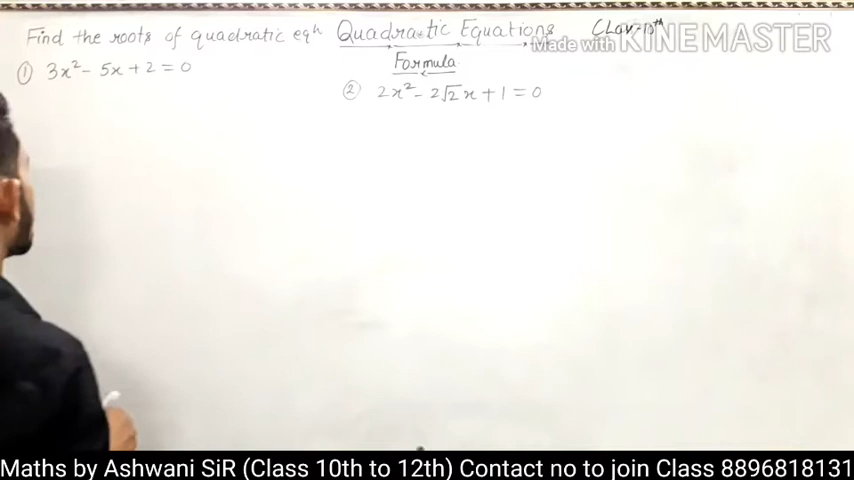 Find the roots of quadratic eqn Quadratic Equations Class-10th
Made with KINEMASTER
Formula
① 3x² - 5x + 2 = 0
② 2x² - 2√2x + 1 = 0
Maths by Ashwani SiR (Class 10th to 12th) Contact no to join Class 8896818131